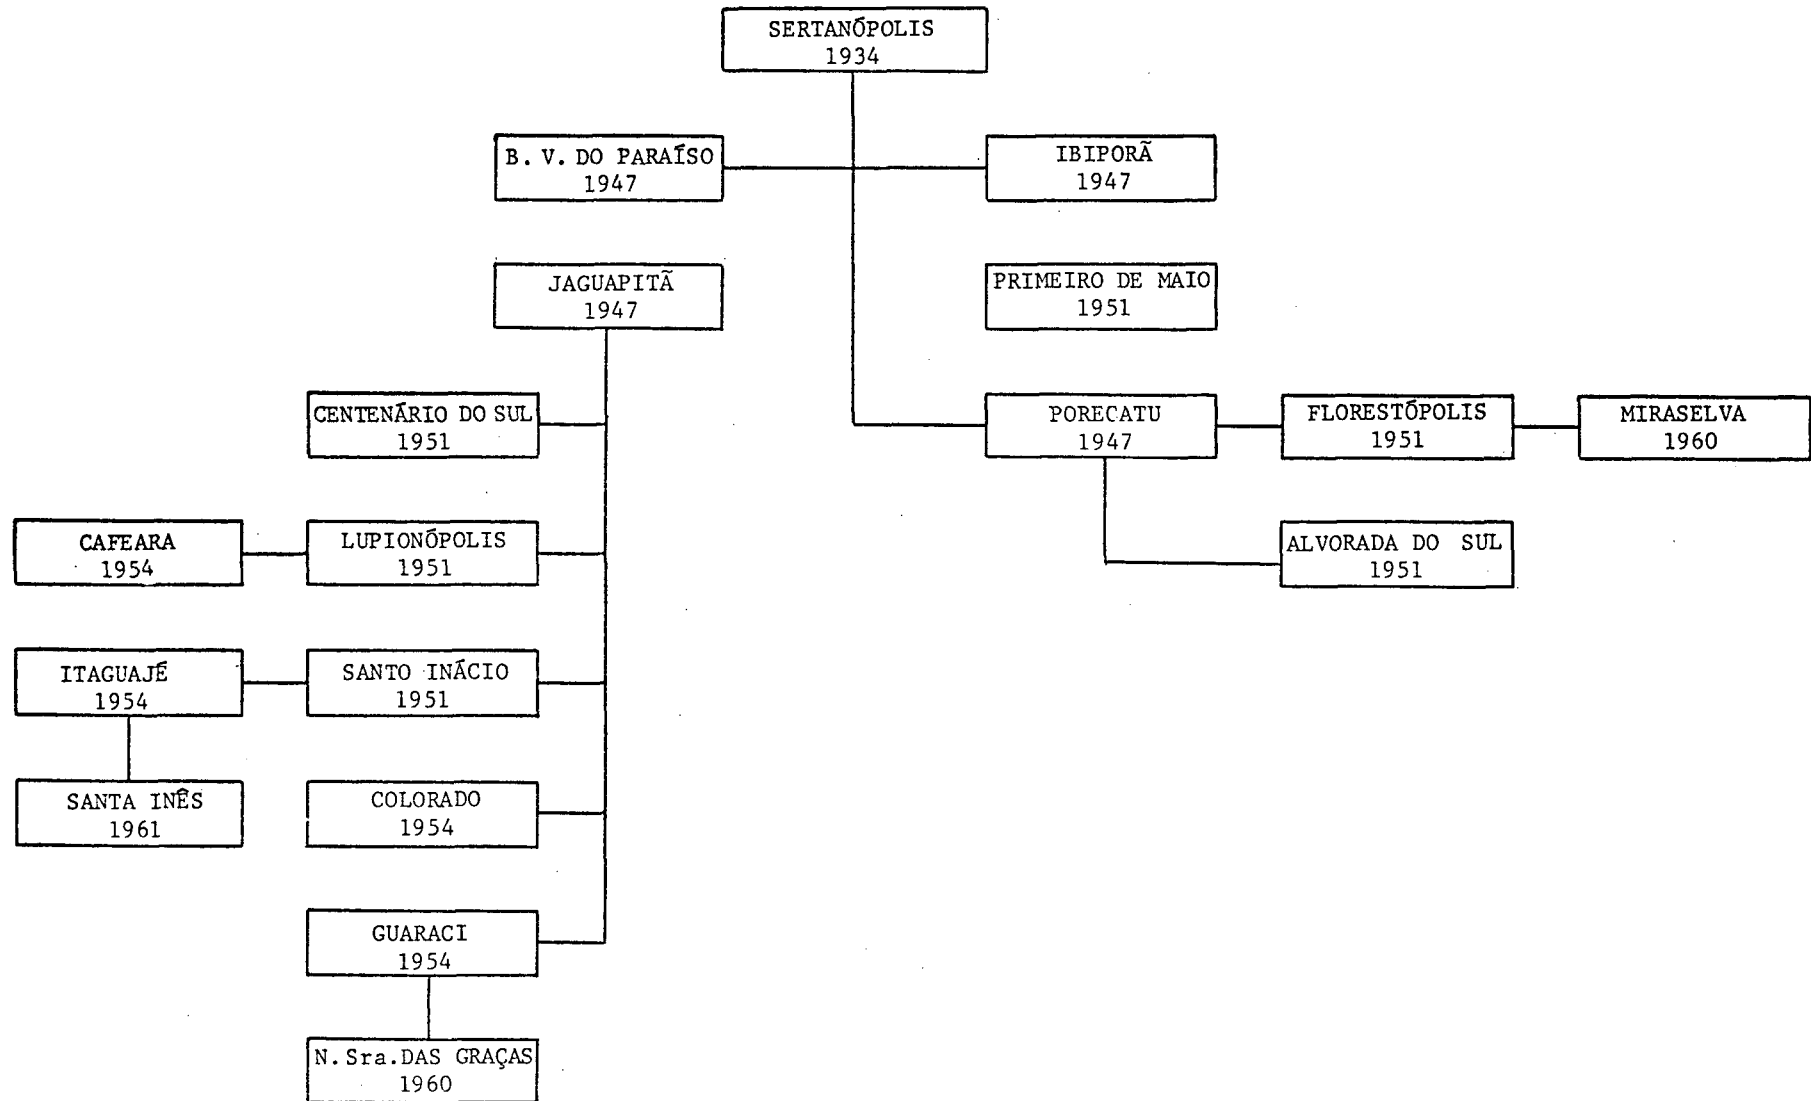 SERTANÓPOLIS
1934
B. V. DO PARAÍSO
1947
IBIPORÃ
1947
JAGUAPITÃ
1947
PRIMEIRO DE MAIO
1951
CENTENÁRIO DO SUL
1951
PORECATU
1947
FLORESTÓPOLIS
1951
MIRASELVA
1960
CAFEARA
1954
LUPIONÓPOLIS
1951
ALVORADA DO SUL
1951
ITAGUAJÉ
1954
SANTO INÁCIO
1951
SANTA INÊS
1961
COLORADO
1954
GUARACI
1954
N. Sra. DAS GRAÇAS
1960